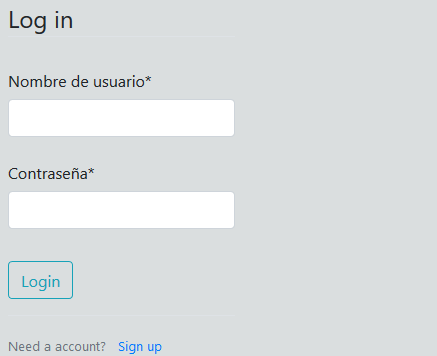 Log in
Nombre de usuario*
Contraseña*
Login
Need a account? Sign up